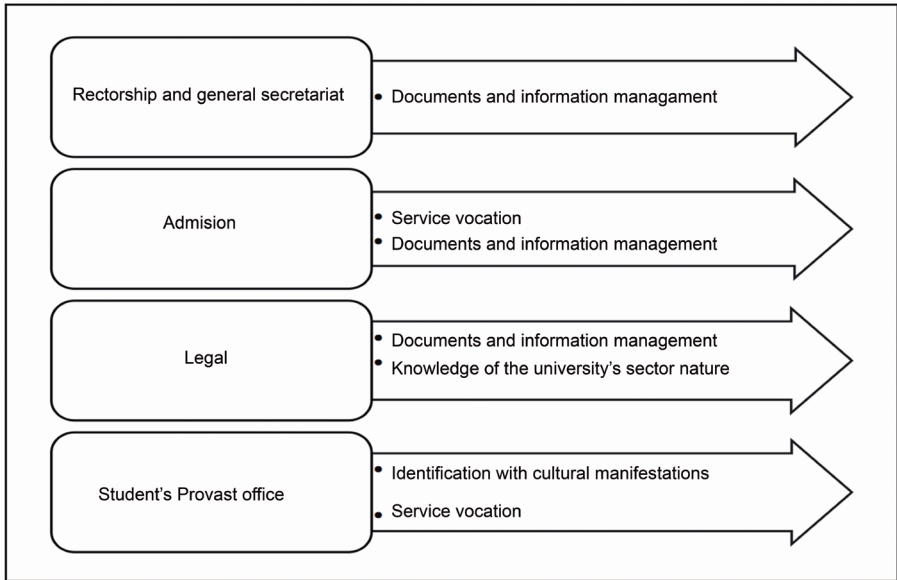 Rectorship and general secretariat
• Documents and information managament
Admision
• Service vocation
• Documents and information management
Legal
• Documents and information management
• Knowledge of the university’s sector nature
Student’s Provast office
• Identification with cultural manifestations
• Service vocation